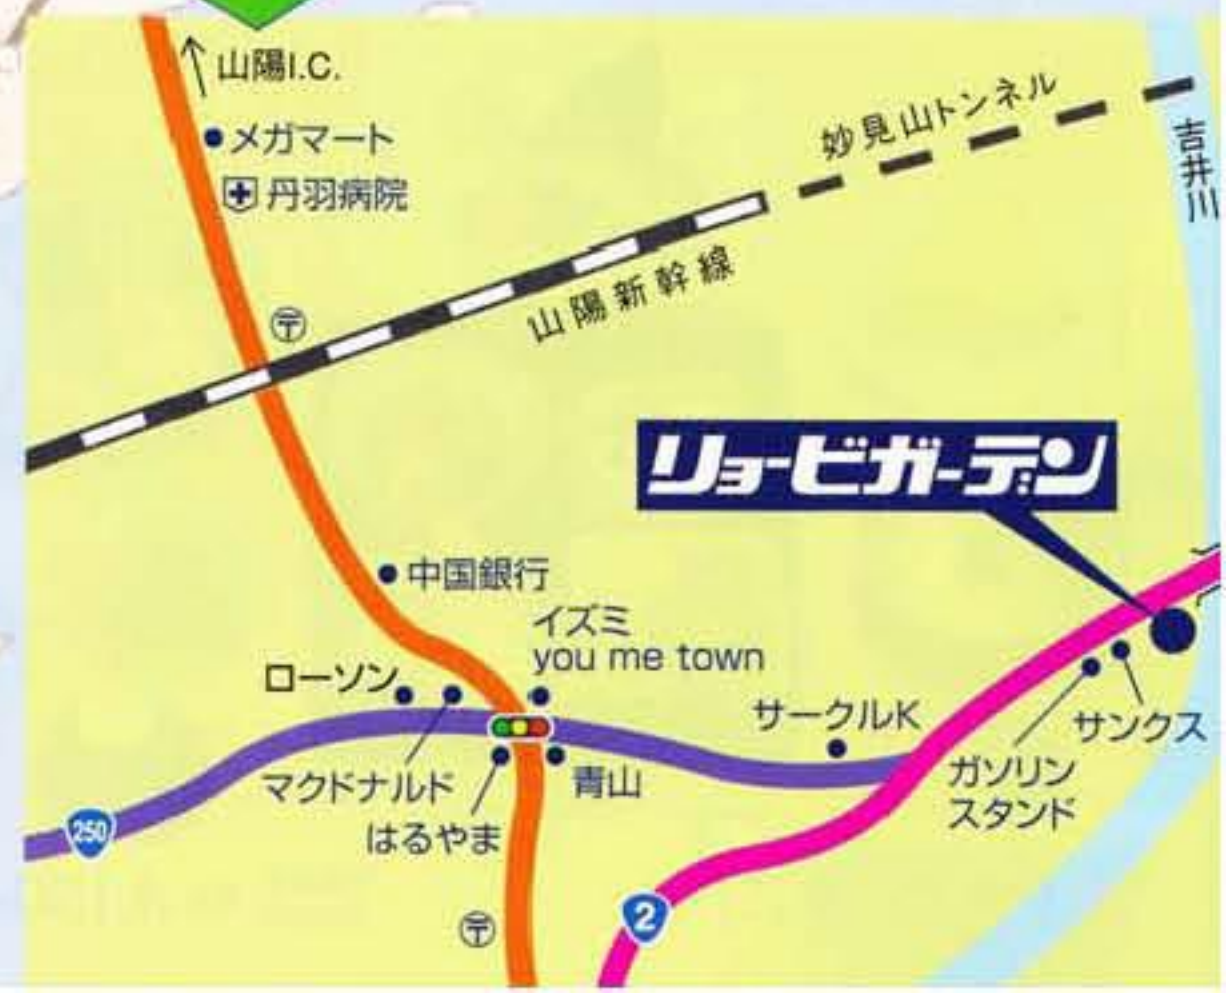 山陽I.C.
メガマート
丹羽病院
妙見山トンネル
吉井川
山陽新幹線
リョービガーデン
中国銀行
イズミ
you me town
ローソン
サークルK
サンクス
マクドナルド
青山
ガソリン
スタンド
はるやま
250
2